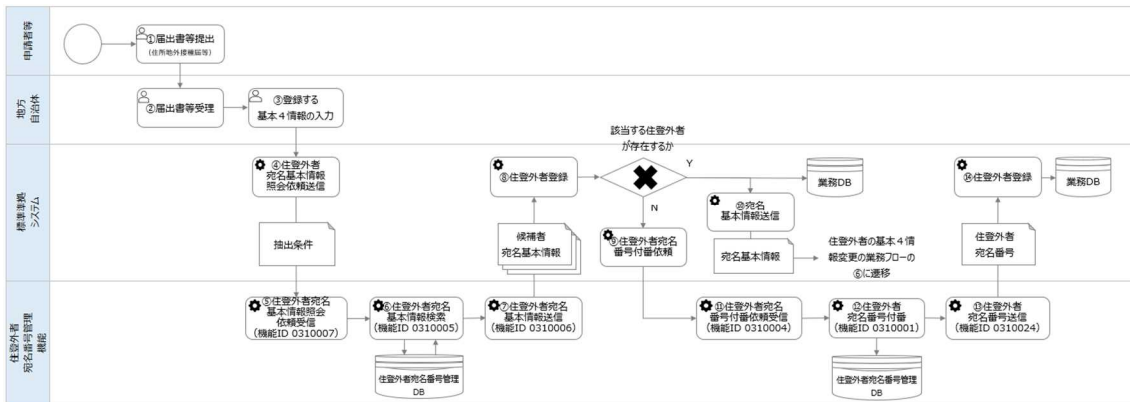 申請者等
①届出書等提出
(住所地外接種届等)
地方
自治体
②届出書等受理
③登録する
基本４情報の入力
標準準拠
システム
④住登外者
宛名基本情報
照会依頼送信
抽出条件
⑧住登外者登録
候補者
宛名基本情報
該当する住登外者
が存在するか
Y
N
業務DB
⑨住登外者宛名
番号付番依頼
⑩宛名
基本情報送信
宛名基本情報
住登外者の基本４情
報変更の業務フローの
⑥に遷移
⑭住登外者登録
業務DB
住登外者
宛名番号
住登外者
宛名番号管理
機能
⑤住登外者宛名
基本情報照会
依頼受信
(機能ID 0310007)
⑥住登外者宛名
基本情報検索
(機能ID 0310005)
住登外者宛名番号管理
DB
⑦住登外者宛名
基本情報送信
(機能ID 0310006)
⑪住登外者宛名
番号付番依頼受信
(機能ID 0310004)
⑫住登外者
宛名番号付番
(機能ID 0310001)
住登外者宛名番号管理
DB
⑬住登外者
宛名番号送信
(機能ID 0310024)